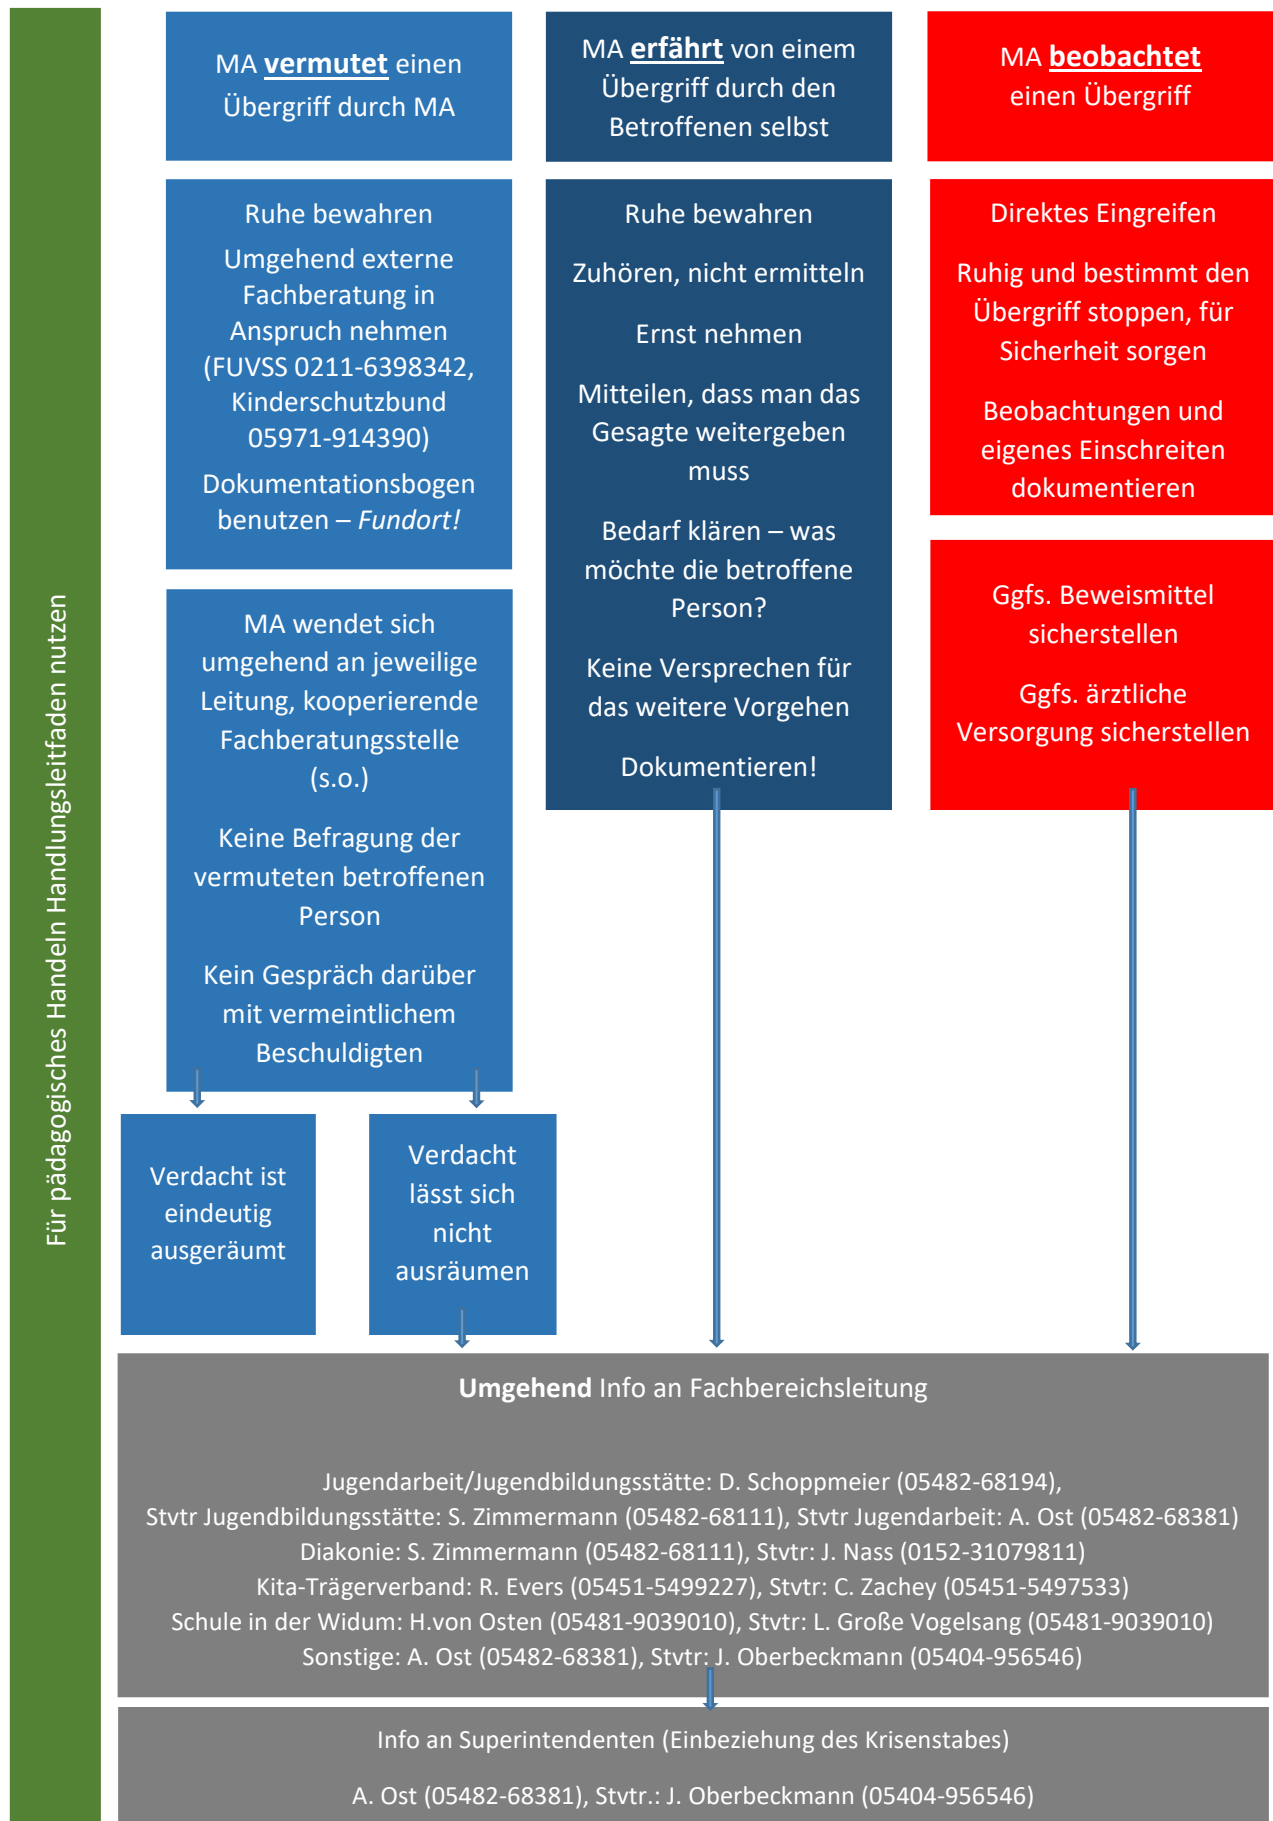 Für pädagogisches Handeln Handlungsleitfaden nutzen
MA vermutet einen
Übergriff durch MA
Ruhe bewahren
Umgehend externe
Fachberatung in
Anspruch nehmen
(FUVSS 0211-6398342,
Kinderschutzbund
05971-914390)
Dokumentationsbogen
benutzen – Fundort!
MA wendet sich
umgehend an jeweilige
Leitung, kooperierende
Fachberatungsstelle
(s.o.)
Keine Befragung der
vermuteten betroffenen
Person
Kein Gespräch darüber
mit vermeintlichem
Beschuldigten
Verdacht ist
eindeutig
ausgeräumt
Verdacht
lässt sich
nicht
ausräumen
MA erfährt von einem
Übergriff durch den
Betroffenen selbst
Ruhe bewahren
Zuhören, nicht ermitteln
Ernst nehmen
Mitteilen, dass man das
Gesagte weitergeben
muss
Bedarf klären – was
möchte die betroffene
Person?
Keine Versprechen für
das weitere Vorgehen
Dokumentieren!
MA beobachtet
einen Übergriff
Direktes Eingreifen
Ruhig und bestimmt den
Übergriff stoppen, für
Sicherheit sorgen
Beobachtungen und
eigenes Einschreiten
dokumentieren
Ggfs. Beweismittel
sicherstellen
Ggfs. ärztliche
Versorgung sicherstellen
Umgehend Info an Fachbereichsleitung
Jugendarbeit/Jugendbildungsstätte: D. Schoppmeier (05482-68194),
Stvtr Jugendbildungsstätte: S. Zimmermann (05482-68111), Stvtr Jugendarbeit: A. Ost (05482-68381)
Diakonie: S. Zimmermann (05482-68111), Stvtr: J. Nass (0152-31079811)
Kita-Trägerverband: R. Evers (05451-5499227), Stvtr: C. Zachey (05451-5497533)
Schule in der Widum: H.von Osten (05481-9039010), Stvtr: L. Große Vogelsang (05481-9039010)
Sonstige: A. Ost (05482-68381), Stvtr: J. Oberbeckmann (05404-956546)
Info an Superintendenten (Einbeziehung des Krisenstabes)
A. Ost (05482-68381), Stvtr.: J. Oberbeckmann (05404-956546)